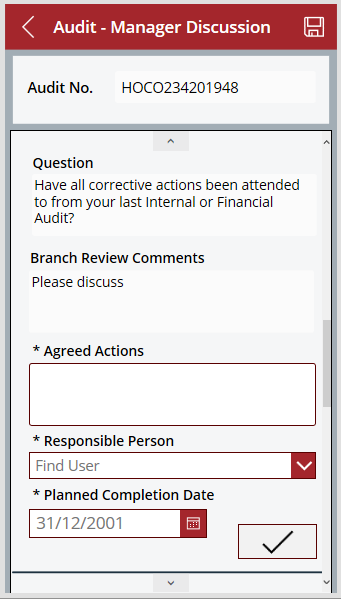 Audit - Manager Discussion
Audit No.
HOCO234201948
Question
Have all corrective actions been attended
to from your last Internal or Financial
Audit?
Branch Review Comments
Please discuss
* Agreed Actions
* Responsible Person
Find User
* Planned Completion Date
31/12/2001